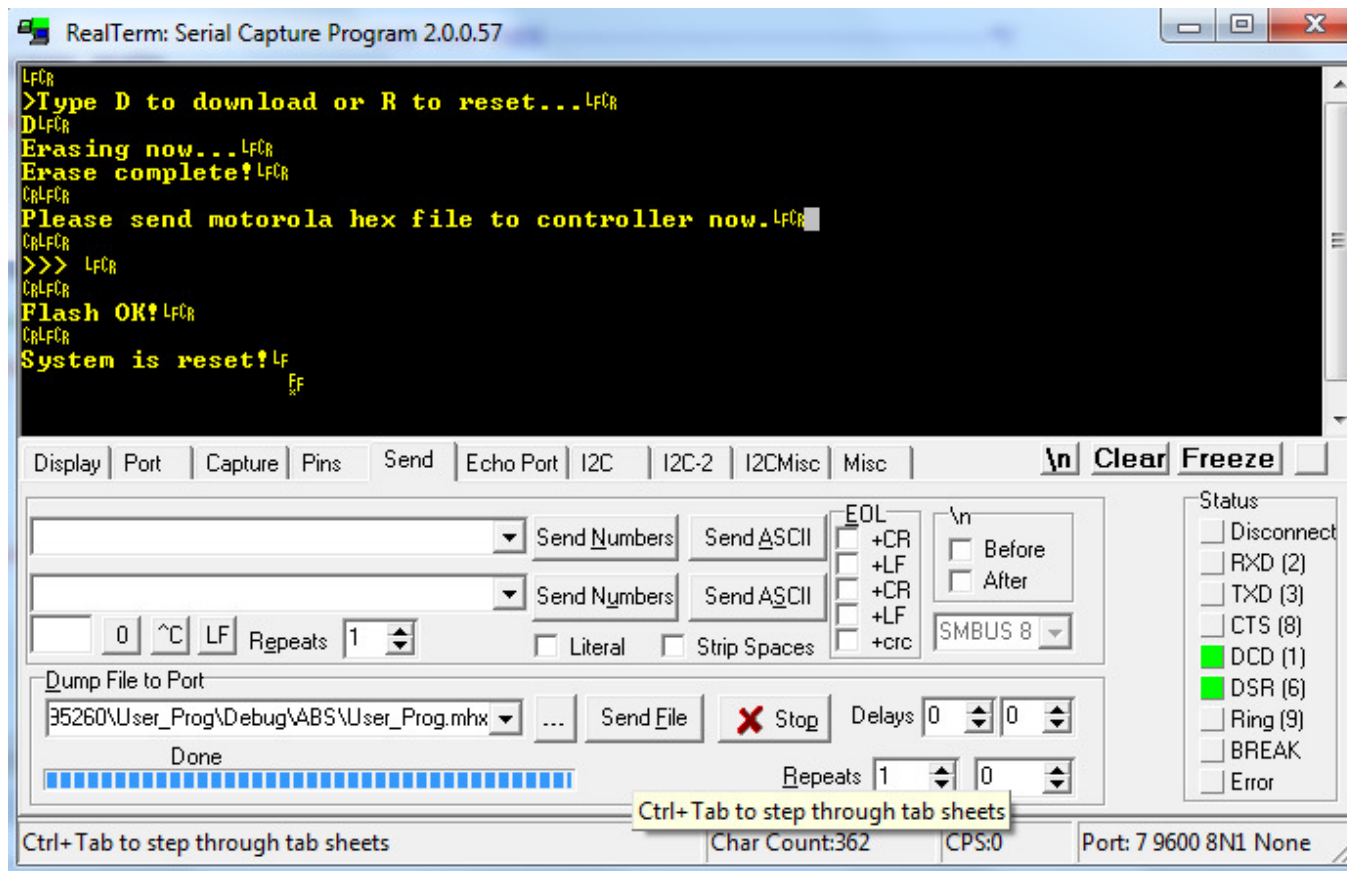 RealTerm: Serial Capture Program 2.0.0.57
LFCR
>Type D to download or R to reset...LFCR
DLFCR
Erasing now...LFCR
Erase complete!LFCR
CRLFCR
Please send motorola hex file to controller now.LFCR
CRLFCR
>>> LFCR
CRLFCR
Flash OK!LFCR
CRLFCR
System is reset!LF
FF
Display Port Capture Pins Send Echo Port I2C I2C-2 I2CMisc Misc \n Clear Freeze
Send Numbers Send ASCII
Send Numbers Send ASCII
0 ^C LF Repeats 1
Literal Strip Spaces
EOL
+CR
+LF
+CR
+LF
+crc
\n
Before
After
SMBUS 8
Dump File to Port
35260\User_Prog\Debug\ABS\User_Prog.mhx ... Send File Stop Delays 0 0
Done
Repeats 1 0
Status
Disconnect
RXD (2)
TXD (3)
CTS (8)
DCD (1)
DSR (6)
Ring (9)
BREAK
Error
Ctrl+Tab to step through tab sheets
Ctrl+Tab to step through tab sheets Char Count:362 CPS:0 Port: 7 9600 8N1 None